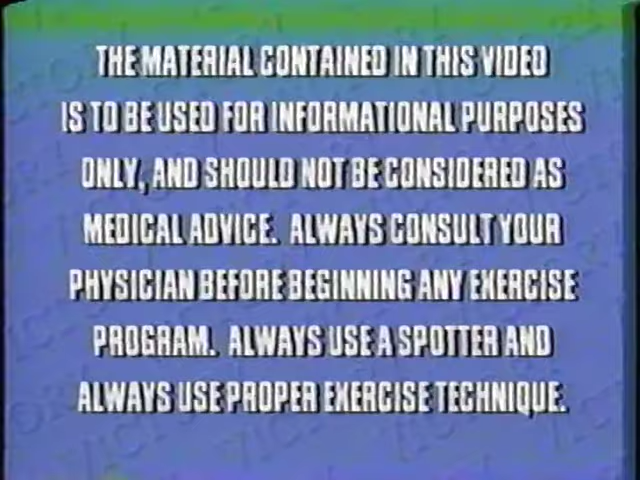 THE MATERIAL CONTAINED IN THIS VIDEO
IS TO BE USED FOR INFORMATIONAL PURPOSES
ONLY, AND SHOULD NOT BE CONSIDERED AS
MEDICAL ADVICE. ALWAYS CONSULT YOUR
PHYSICIAN BEFORE BEGINNING ANY EXERCISE
PROGRAM. ALWAYS USE A SPOTTER AND
ALWAYS USE PROPER EXERCISE TECHNIQUE.